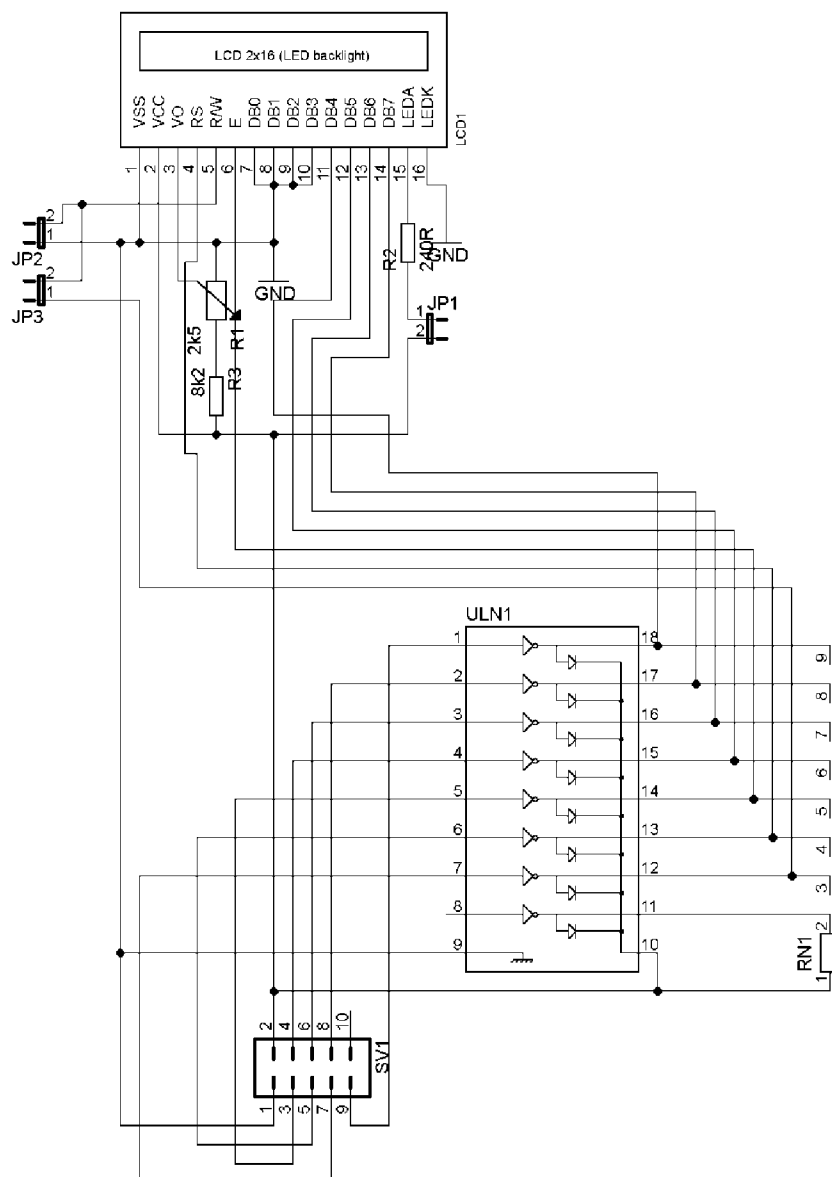 LCD 2x16 (LED backlight)
VSS VCC VO RS R/W E DB0 DB1 DB2 DB3 DB4 DB5 DB6 DB7 LEDA LEDK
LCD1
1 2 3 4 5 6 7 8 9 10 11 12 13 14 15 16
2
1
JP2
2
1
JP3
GND
2k5
R1
8k2
R3
R2
240R
GND
JP1
1
2
ULN1
1 18 9
2 17 8
3 16 7
4 15 6
5 14 5
6 13 4
7 12 3
8 11 2
9 10
RN1
1
2 4 6 8 10
SV1
1 3 5 7 9